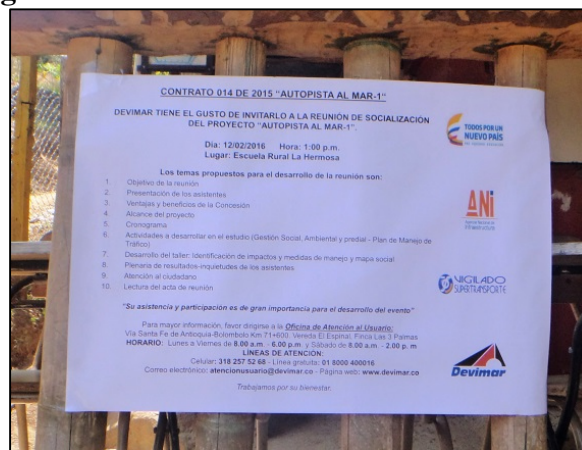 CONTRATO 014 DE 2015 "AUTOPISTA AL MAR-1"
DEVIMAR TIENE EL GUSTO DE INVITARLO A LA REUNIÓN DE SOCIALIZACIÓN
DEL PROYECTO "AUTOPISTA AL MAR-1".
Día: 12/02/2016 Hora: 1:00 p.m.
Lugar: Escuela Rural La Hermosa
Los temas propuestos para el desarrollo de la reunión son:
1. Objetivo de la reunión
2. Presentación de los asistentes
3. Ventajas y beneficios de la Concesión
4. Alcance del proyecto
5. Cronograma
6. Actividades a desarrollar en el estudio (Gestión Social, Ambiental y predial - Plan de Manejo de
Tráfico)
7. Desarrollo del taller: Identificación de impactos y medidas de manejo y mapa social.
8. Plenaria de resultados-inquietudes de los asistentes
9. Atención al ciudadano
10. Lectura del acta de reunión
"Su asistencia y participación es de gran importancia para el desarrollo del evento"
Para mayor información, favor dirigirse a la Oficina de Atención al Usuario:
Vía Santa Fe de Antioquia-Bolombolo Km 71+600. Vereda El Espinal, Finca Las 3 Palmas
HORARIO: Lunes a Viernes de 8.00 a.m. - 6.00 p.m. y Sábado de 8.00 a.m. - 2.00 p. m
LÍNEAS DE ATENCIÓN:
Celular: 318 257 52 68 - Línea gratuita: 01 8000 400016
Correo electrónico: atencionusuario@devimar.co - Página web: www.devimar.co
Trabajamos por su bienestar.
TODOS POR UN
NUEVO PAÍS
ANI
Infraestructura
VIGILADO
SUPERTRANSPORTE
Devimar